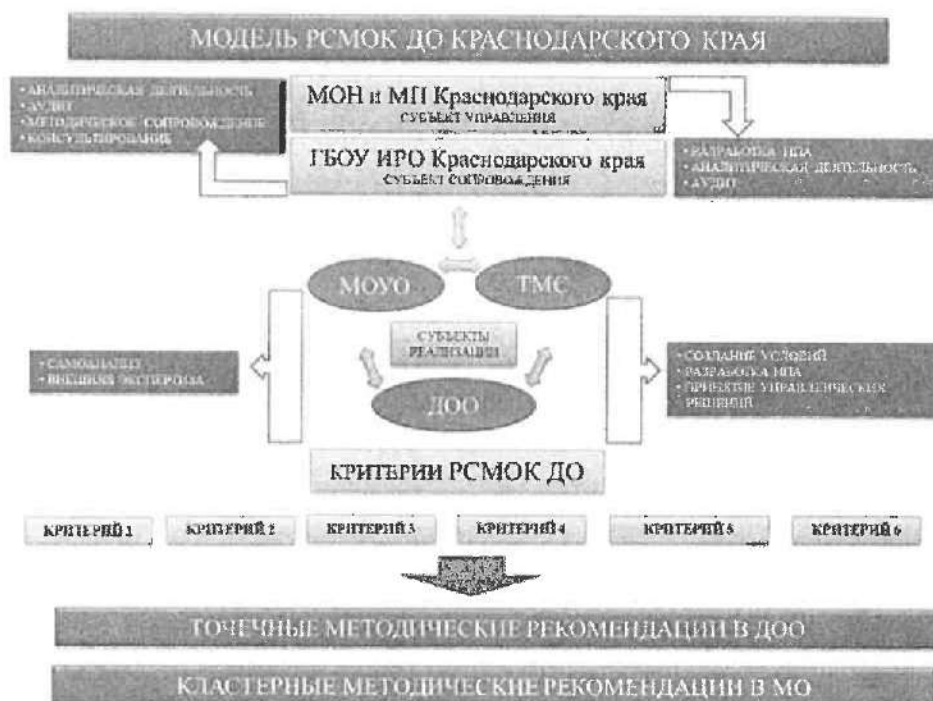 МОДЕЛЬ РСМОК ДО КРАСНОДАРСКОГО КРАЯ
• АНАЛИТИЧЕСКАЯ ДЕЯТЕЛЬНОСТЬ
• АУДИТ
• МЕТОДИЧЕСКОЕ СОПРОВОЖДЕНИЕ
• КОНСУЛЬТИРОВАНИЕ
МОН и МП Краснодарского края
СУБЪЕКТ УПРАВЛЕНИЯ
ГБОУ ИРО Краснодарского края
СУБЪЕКТ СОПРОВОЖДЕНИЯ
• РАЗРАБОТКА НПА
• АНАЛИТИЧЕСКАЯ ДЕЯТЕЛЬНОСТЬ
• АУДИТ
МОУО
ТМС
СУБЪЕКТЫ
РЕАЛИЗАЦИИ
ДОО
• САМОАНАЛИЗ
• ВНЕШНЯЯ ЭКСПЕРТИЗА
• СОЗДАНИЕ УСЛОВИЙ
• РАЗРАБОТКА НПА
• ПРИНЯТИЕ УПРАВЛЕНЧЕСКИХ
РЕШЕНИЙ
КРИТЕРИИ РСМОК ДО
КРИТЕРИЙ 1
КРИТЕРИЙ 2
КРИТЕРИЙ 3
КРИТЕРИЙ 4
КРИТЕРИЙ 5
КРИТЕРИЙ 6
ТОЧЕЧНЫЕ МЕТОДИЧЕСКИЕ РЕКОМЕНДАЦИИ В ДОО
КЛАСТЕРНЫЕ МЕТОДИЧЕСКИЕ РЕКОМЕНДАЦИИ В МО